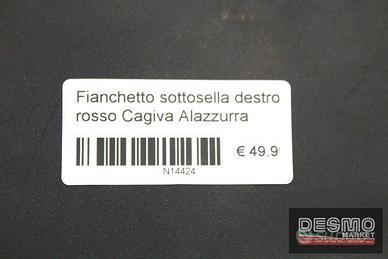 Fianchetto sottosella destro
rosso Cagiva Alazzurra
€ 49.9
N14424
DESMO
MARKET